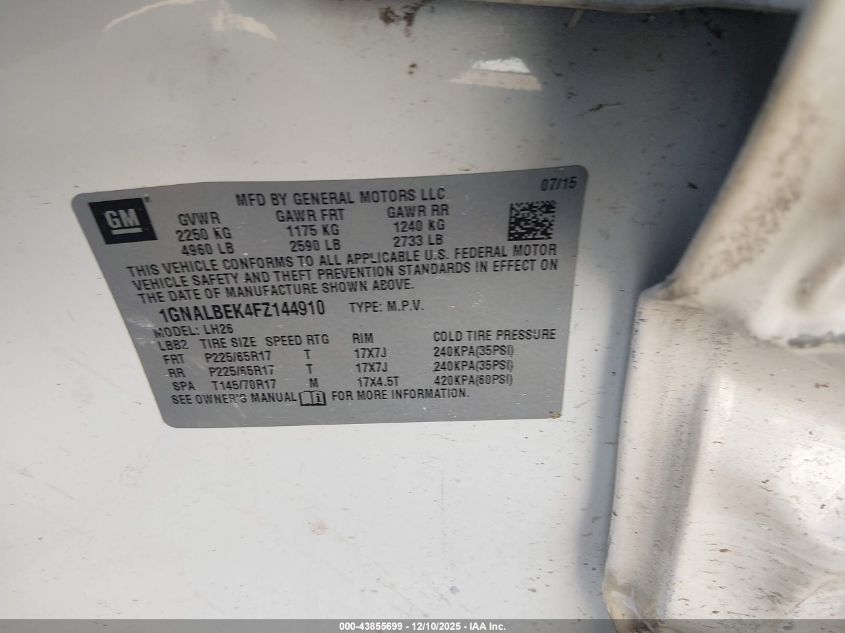 MFD BY GENERAL MOTORS LLC 07/15
GM ®
GVWR GAWR FRT GAWR RR
2250 KG 1175 KG 1240 KG
4960 LB 2590 LB 2733 LB
THIS VEHICLE CONFORMS TO ALL APPLICABLE U.S. FEDERAL MOTOR
VEHICLE SAFETY AND THEFT PREVENTION STANDARDS IN EFFECT ON
THE DATE OF MANUFACTURE SHOWN ABOVE.
1GNALBEK4FZ144910 TYPE: M.P.V.
MODEL: LH26
LBB2 TIRE SIZE SPEED RTG RIM COLD TIRE PRESSURE
FRT P225/65R17 T 17X7J 240KPA(35PSI)
RR P225/65R17 T 17X7J 240KPA(35PSI)
SPA T145/70R17 M 17X4.5T 420KPA(60PSI)
SEE OWNER'S MANUAL FOR MORE INFORMATION.
000-43855699 - 12/10/2025 - IAA Inc.